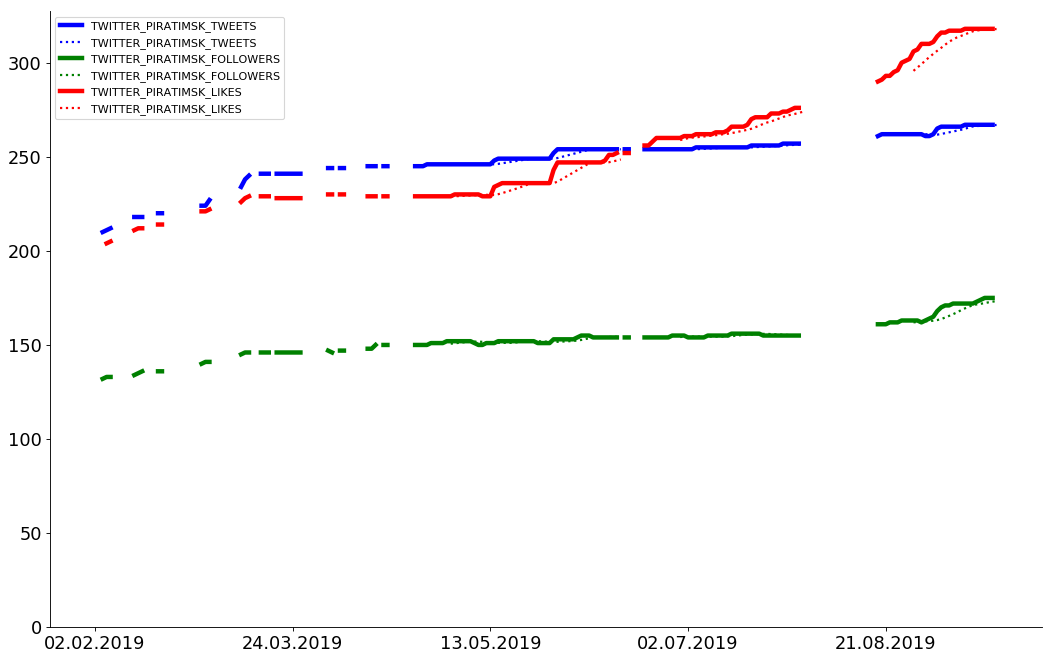 TWITTER_PIRATIMSK_TWEETS
TWITTER_PIRATIMSK_TWEETS
TWITTER_PIRATIMSK_FOLLOWERS
TWITTER_PIRATIMSK_FOLLOWERS
TWITTER_PIRATIMSK_LIKES
TWITTER_PIRATIMSK_LIKES
300
250
200
150
100
50
0
02.02.2019 24.03.2019 13.05.2019 02.07.2019 21.08.2019